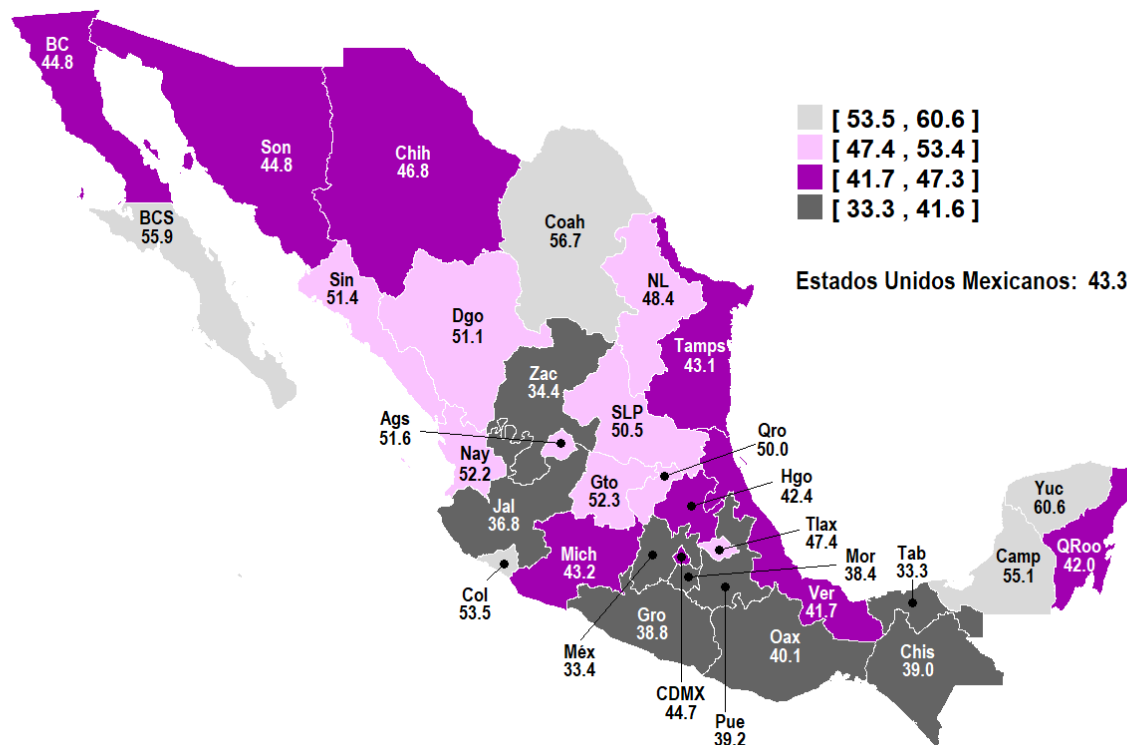 BC
44.8
Son
44.8
Chih
46.8
[ 53.5 , 60.6 ]
[ 47.4 , 53.4 ]
[ 41.7 , 47.3 ]
[ 33.3 , 41.6 ]
BCS
55.9
Coah
56.7
Estados Unidos Mexicanos: 43.3
Sin
51.4
NL
48.4
Dgo
51.1
Tamps
43.1
Zac
34.4
Ags
51.6
SLP
50.5
Qro
50.0
Nay
52.2
Gto
52.3
Hgo
42.4
Yuc
60.6
Jal
36.8
Tlax
47.4
QRoo
42.0
Mich
43.2
Mor
38.4
Tab
33.3
Camp
55.1
Col
53.5
Ver
41.7
Gro
38.8
Méx
33.4
Oax
40.1
Chis
39.0
CDMX
44.7
Pue
39.2